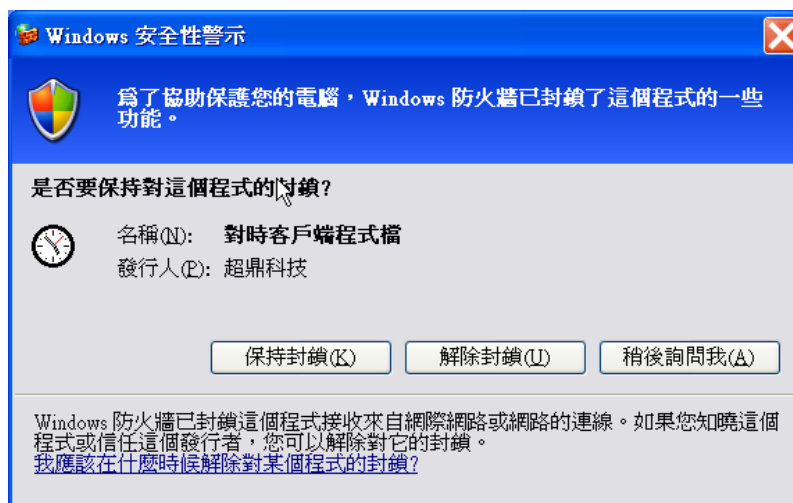 Windows 安全性警示
為了協助保護您的電腦，Windows 防火牆已封鎖了這個程式的一些
功能。
是否要保持對這個程式的封鎖?
名稱(N): 對時客戶端程式檔
發行人(P): 超鼎科技
保持封鎖(K) 解除封鎖(U) 稍後詢問我(A)
Windows 防火牆已封鎖這個程式接收來自網際網路或網路的連線。如果您知曉這個
程式或信任這個發行者，您可以解除對它的封鎖。
我應該在什麼時候解除對某個程式的封鎖?